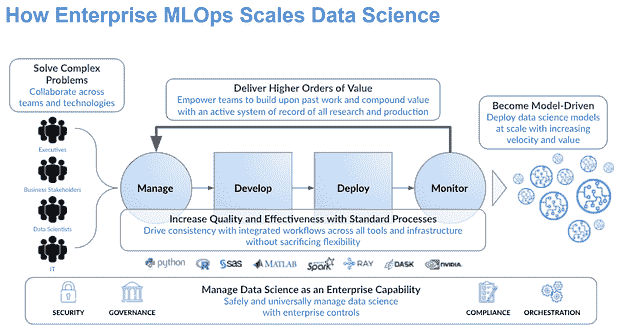 How Enterprise MLOps Scales Data Science
Solve Complex
Problems
Collaborate across
teams and technologies
Executives
Business Stakeholders
Data Scientists
IT
Deliver Higher Orders of Value
Empower teams to build upon past work and compound value
with an active system of record of all research and production
Become Model-Driven
Deploy data science models
at scale with increasing
velocity and value
Manage
Develop
Deploy
Monitor
Increase Quality and Effectiveness with Standard Processes
Drive consistency with integrated workflows across all tools and infrastructure
without sacrificing flexibility
python
R
sas
MATLAB
Spark
RAY
DASK
NVIDIA
Manage Data Science as an Enterprise Capability
Safely and universally manage data science
with enterprise controls
SECURITY
GOVERNANCE
COMPLIANCE
ORCHESTRATION